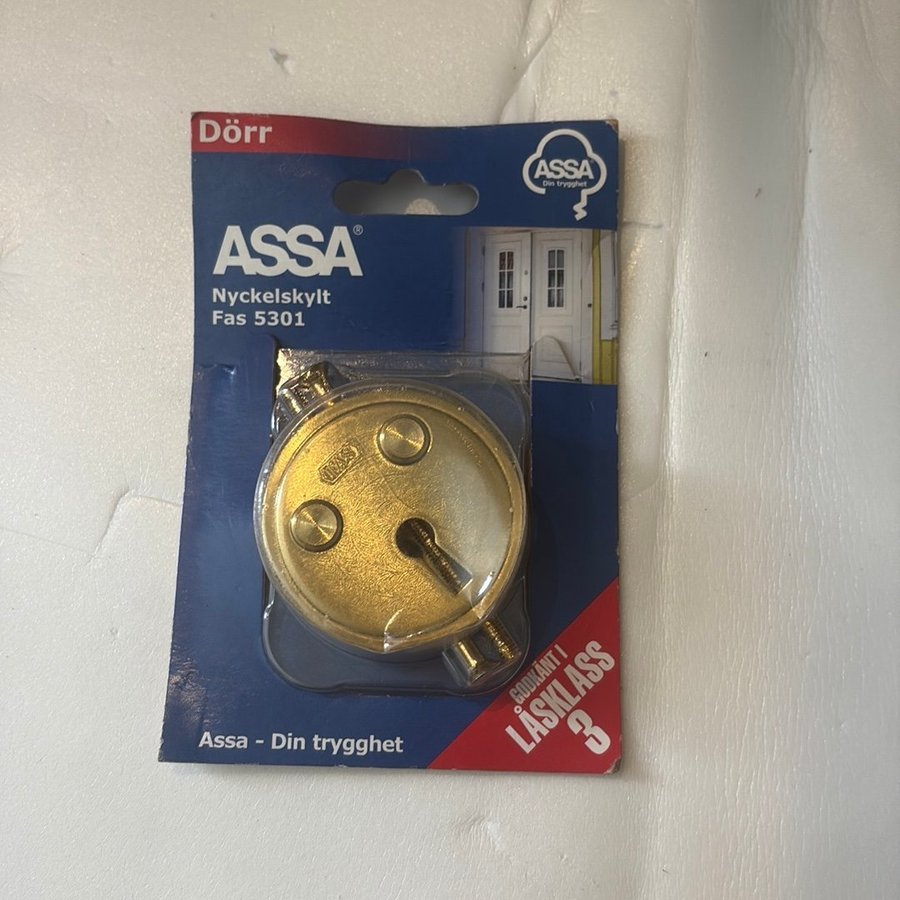 Dörr
ASSA
Din trygghet
ASSA®
Nyckelskylt
Fas 5301
GODKÄNT I
LÅSKLASS
3
Assa - Din trygghet